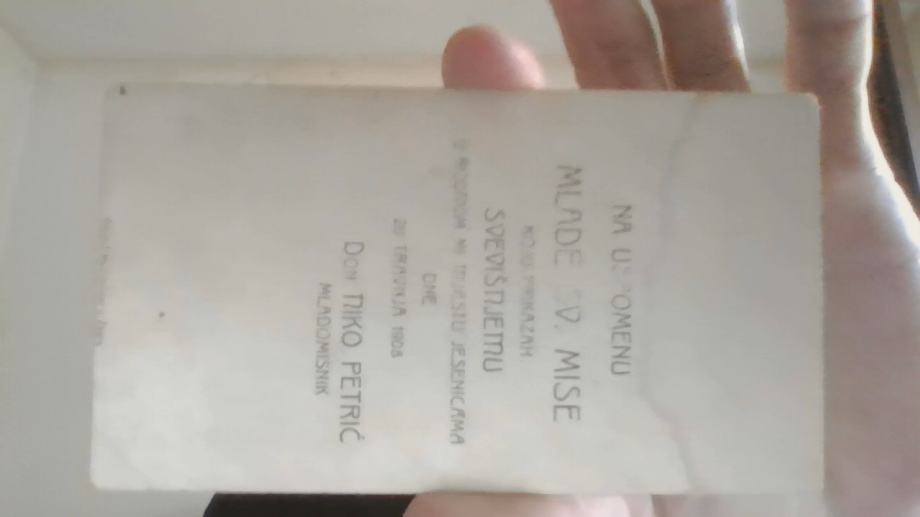 NA USPOMENU
MLADE SV. MISE
KOJU PRIKAZAH
SVEVIŠNJEMU
U RODNOM MI MJESTU JESENICAMA
DNE
20 TRAVNJA 1908
DON NIKO PETRIĆ
MLADOMISNIK